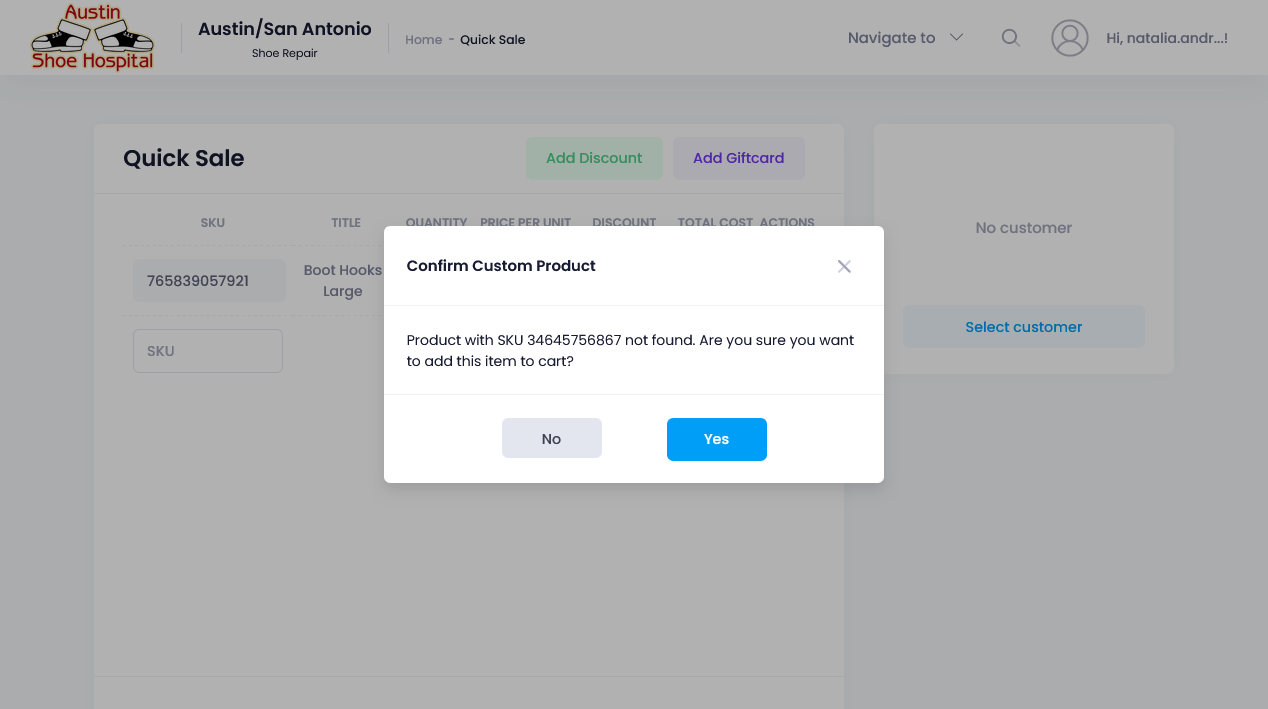 Austin
Shoe Hospital
Austin/San Antonio
Shoe Repair
Home - Quick Sale
Navigate to
Hi, natalia.andr...!
Quick Sale
Add Discount
Add Giftcard
SKU TITLE QUANTITY PRICE PER UNIT DISCOUNT TOTAL COST ACTIONS
765839057921
Boot Hooks
Large
SKU
No customer
Select customer
Confirm Custom Product
Product with SKU 34645756867 not found. Are you sure you want
to add this item to cart?
No
Yes